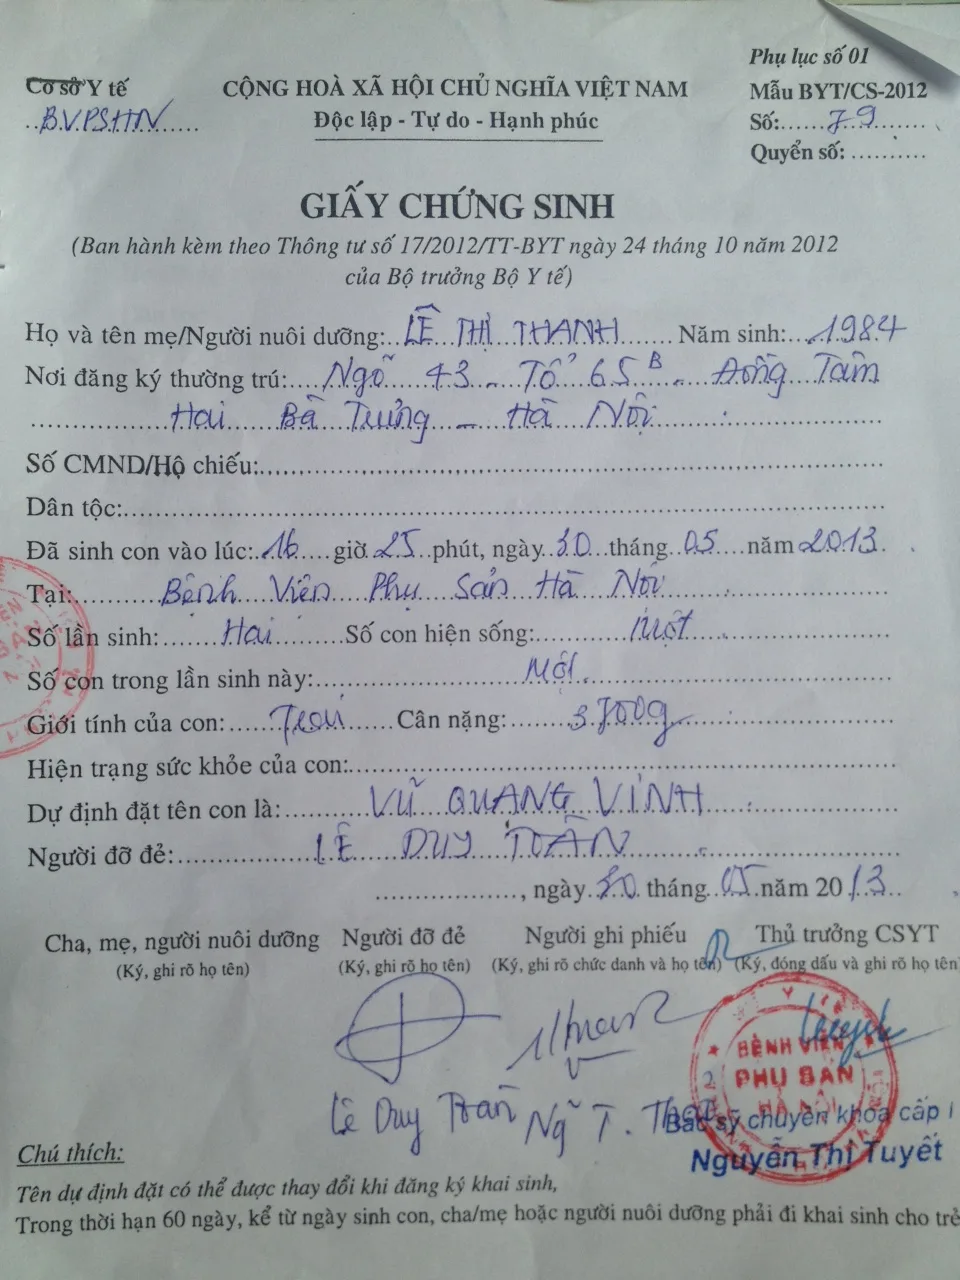 Phụ lục số 01
Cơ sở Y tế
CỘNG HOÀ XÃ HỘI CHỦ NGHĨA VIỆT NAM
Mẫu BYT/CS-2012
..B.V.PSHN......
Độc lập - Tự do - Hạnh phúc
Số:......79..........
Quyển số: ..........
GIẤY CHỨNG SINH
(Ban hành kèm theo Thông tư số 17/2012/TT-BYT ngày 24 tháng 10 năm 2012
của Bộ trưởng Bộ Y tế)
Họ và tên mẹ/Người nuôi dưỡng: LÊ THỊ THANH Năm sinh: 1984
Nơi đăng ký thường trú: Ngõ 43 - Tổ 65B - Đồng Tâm
Hai Bà Trưng - Hà Nội
Số CMND/Hộ chiếu:
Dân tộc:
Đã sinh con vào lúc: 16 giờ 25 phút, ngày 30 tháng 05 năm 2013
Tại: Bệnh Viện Phụ Sản Hà Nội
Số lần sinh: Hai Số con hiện sống: Một
Số con trong lần sinh này: Một
Giới tính của con: Trai Cân nặng: 3700g
Hiện trạng sức khỏe của con:
Dự định đặt tên con là: VŨ QUANG VINH
Người đỡ đẻ: LÊ DUY TOÀN
, ngày 30 tháng 05 năm 2013
Cha, mẹ, người nuôi dưỡng Người đỡ đẻ Người ghi phiếu Thủ trưởng CSYT
(Ký, ghi rõ họ tên) (Ký, ghi rõ họ tên) (Ký, ghi rõ chức danh và họ tên) (Ký, đóng dấu và ghi rõ họ tên
BỆNH VIỆN
PHỤ SẢN
HÀ NỘI
Lê Duy Toàn Ng T.
Bác sỹ chuyên khoa cấp I
Nguyễn Thị Tuyết
Chú thích:
Tên dự định đặt có thể được thay đổi khi đăng ký khai sinh,
Trong thời hạn 60 ngày, kể từ ngày sinh con, cha/mẹ hoặc người nuôi dưỡng phải đi khai sinh cho trẻ